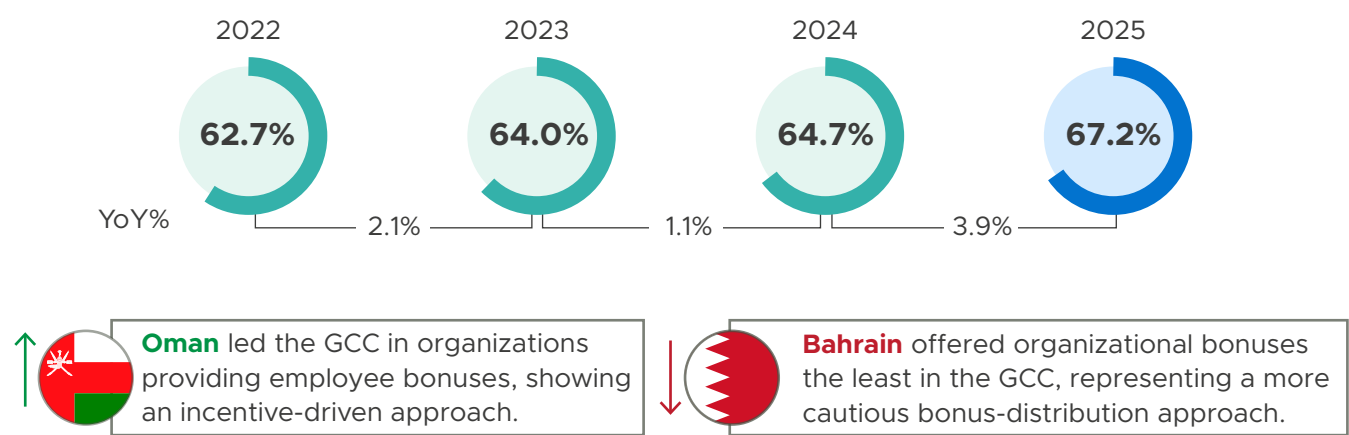 2022 2023 2024 2025
62.7% 64.0% 64.7% 67.2%
YoY% 2.1% 1.1% 3.9%
Oman led the GCC in organizations
providing employee bonuses, showing
an incentive-driven approach.
Bahrain offered organizational bonuses
the least in the GCC, representing a more
cautious bonus-distribution approach.